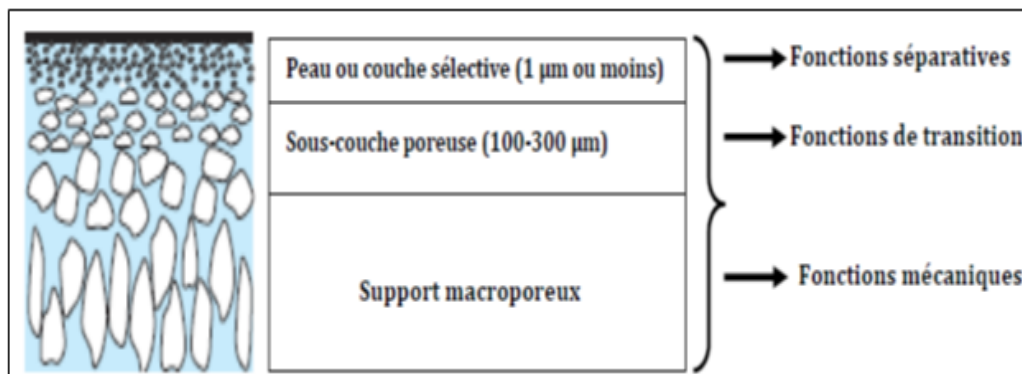 Peau ou couche sélective (1 µm ou moins)
Fonctions séparatives
Sous-couche poreuse (100-300 µm)
Fonctions de transition
Support macroporeux
Fonctions mécaniques